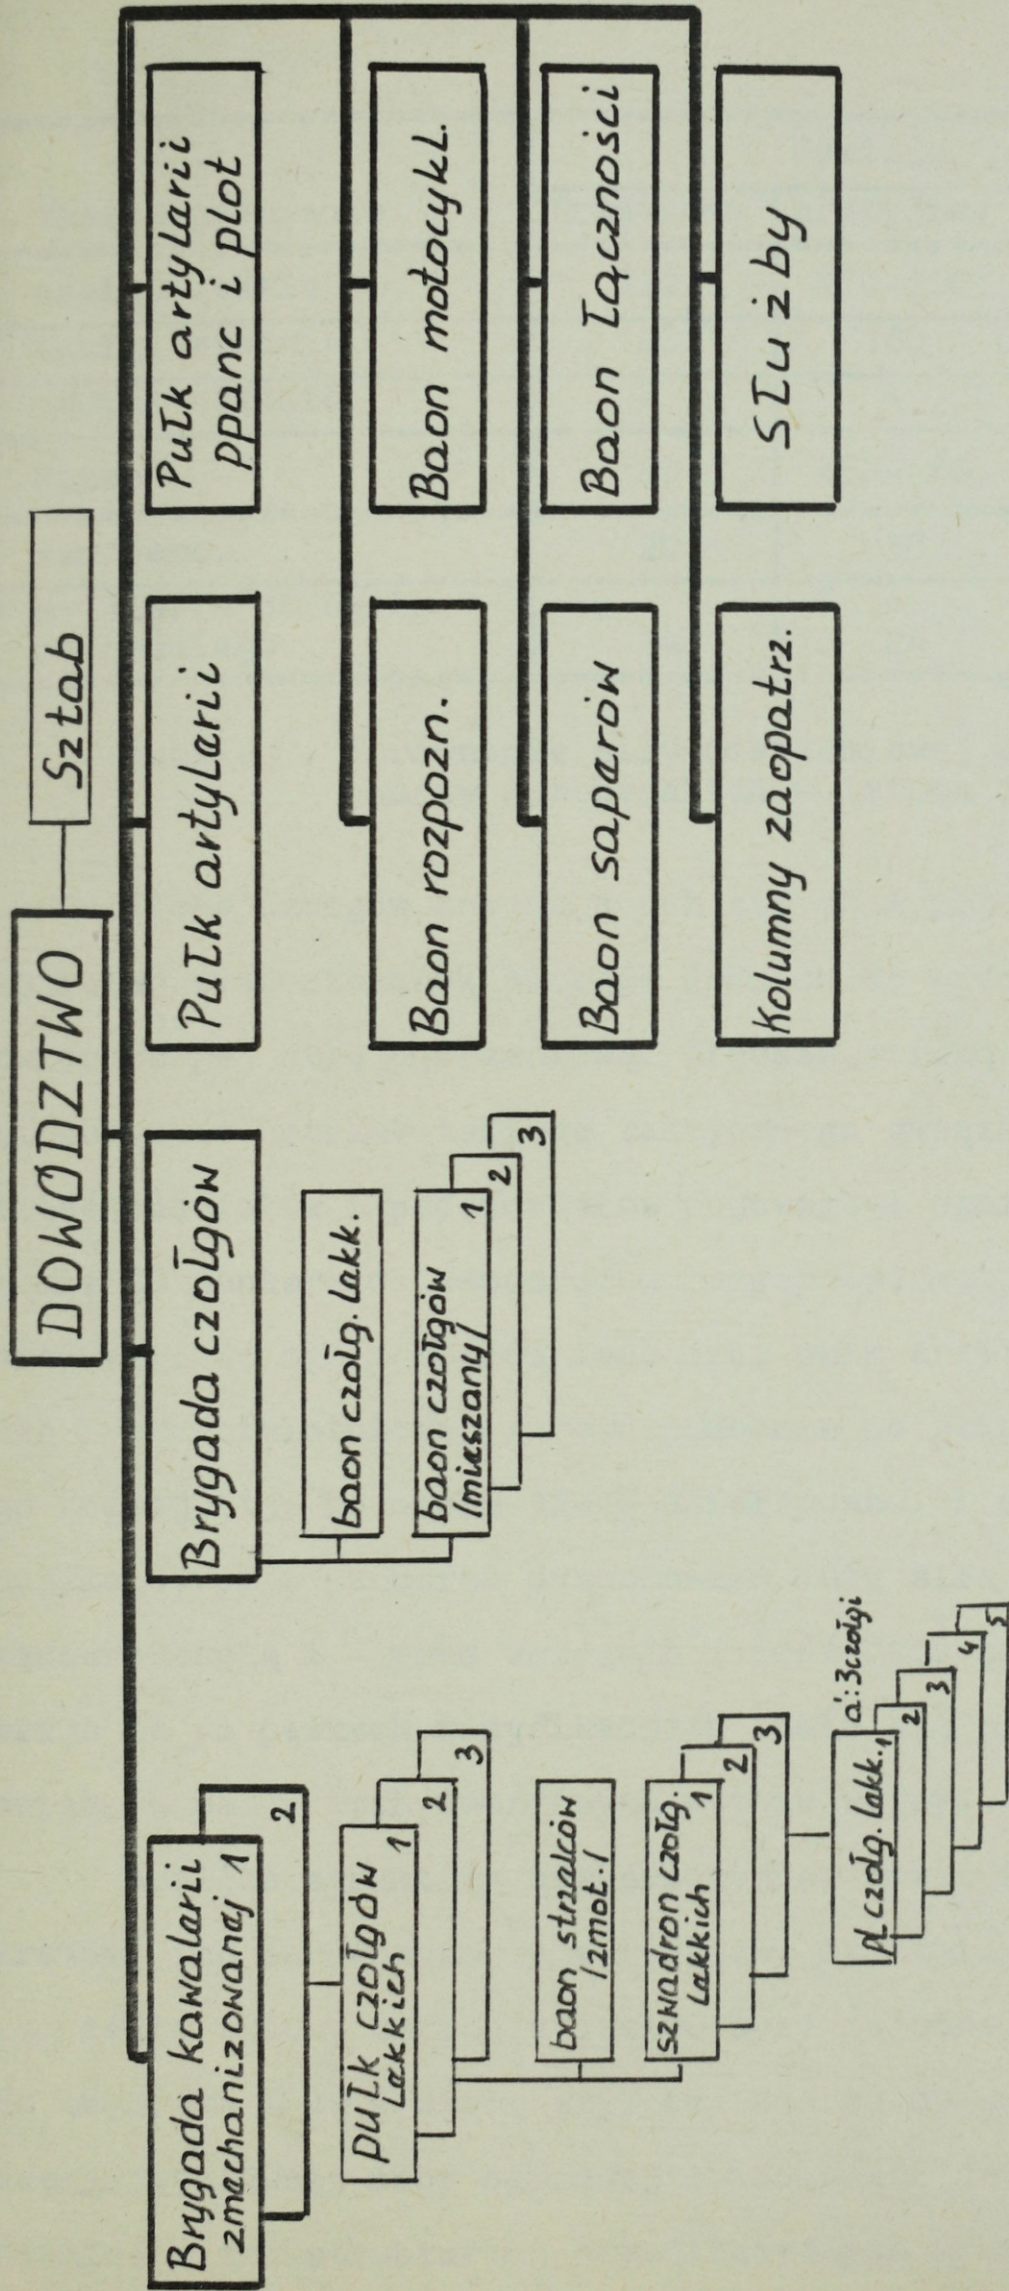 DOWÓDZTWO
Sztab
Brygada kawalerii
zmechanizowanej 1
2
Brygada czołgów
Pułk artylerii
Pułk artylerii
ppanc i plot
pułk czołgów
Lekkich 1
2
3
baon czołg. lekk.
baon czołgów
/mieszany/ 1
2
3
Baon rozpozn.
Baon motocykl.
baon strzelców
/zmot./
szwadron czołg.
Lekkich 1
2
3
Baon saperów
Baon Łączności
pl. czołg. lekk. 1
2
3
4
5
á: 3 czołgi
Kolumny zaopatrz.
Służby